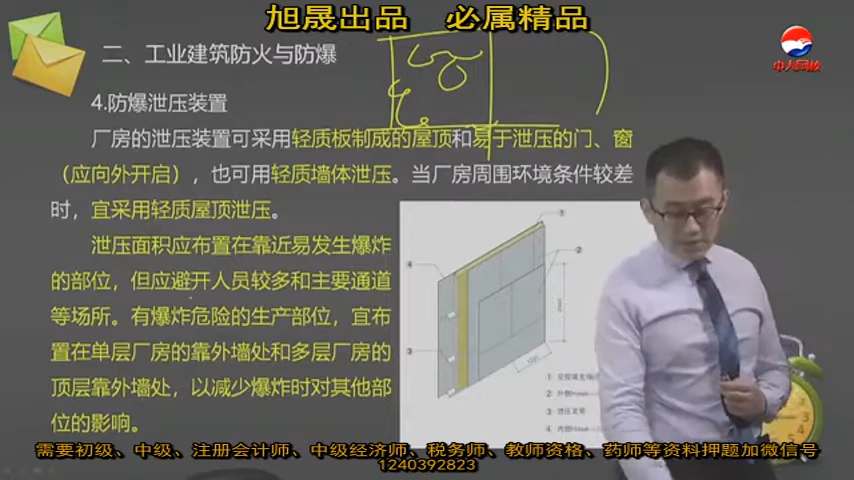 旭晟出品　必属精品
二、工业建筑防火与防爆
4.防爆泄压装置
厂房的泄压装置可采用轻质板制成的屋顶和易于泄压的门、窗
（应向外开启），也可用轻质墙体泄压。当厂房周围环境条件较差
时，宜采用轻质屋顶泄压。
泄压面积应布置在靠近易发生爆炸
的部位，但应避开人员较多和主要通道
等场所。有爆炸危险的生产部位，宜布
置在单层厂房的靠外墙处和多层厂房的
顶层靠外墙处，以减少爆炸时对其他部
位的影响。
①
②
④
③
①
②
③
④
需要初级、中级、注册会计师、中级经济师、税务师、教师资格、药师等资料押题加微信号
1240392823